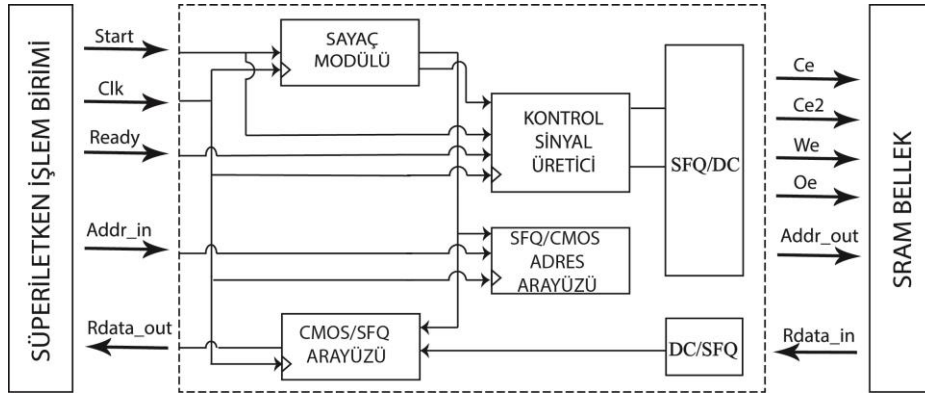 SÜPERİLETKEN İŞLEM BİRİMİ
Start
Clk
Ready
Addr_in
Rdata_out
SAYAÇ
MODÜLÜ
KONTROL
SİNYAL
ÜRETİCİ
SFQ/CMOS
ADRES
ARAYÜZÜ
CMOS/SFQ
ARAYÜZÜ
SFQ/DC
DC/SFQ
Ce
Ce2
We
Oe
Addr_out
Rdata_in
SRAM BELLEK